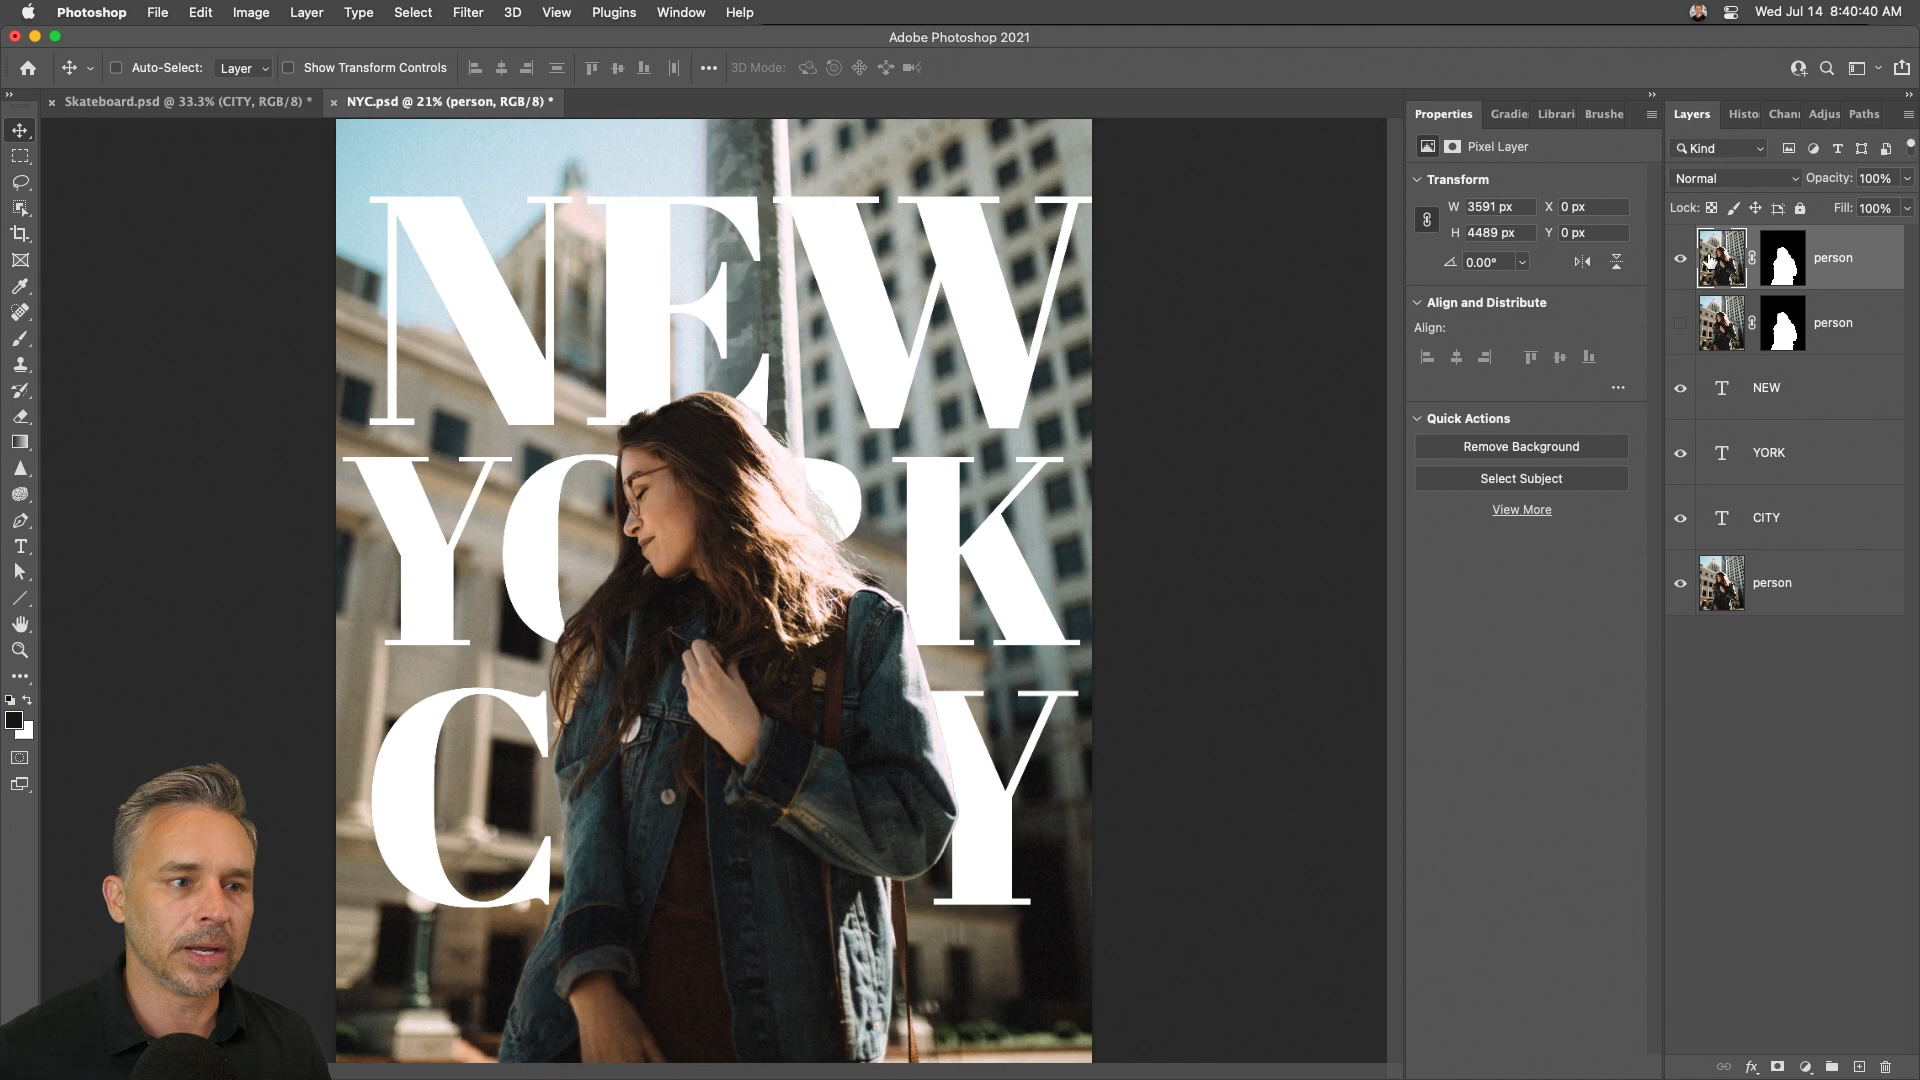 Photoshop File Edit Image Layer Type Select Filter 3D View Plugins Window Help Wed Jul 14 8:40:40 AM
Adobe Photoshop 2021
Auto-Select: Layer Show Transform Controls 3D Mode:
Skateboard.psd @ 33.3% (CITY, RGB/8) * NYC.psd @ 21% (person, RGB/8) *
Properties Gradie Librari Brushe
Pixel Layer
Transform
W 3591 px X 0 px
H 4489 px Y 0 px
0.00°
Align and Distribute
Align:
Quick Actions
Remove Background
Select Subject
View More
Layers Histo Chann Adjus Paths
Kind
Normal Opacity: 100%
Lock: Fill: 100%
person
person
T NEW
T YORK
T CITY
person
NEW
YORK
C Y